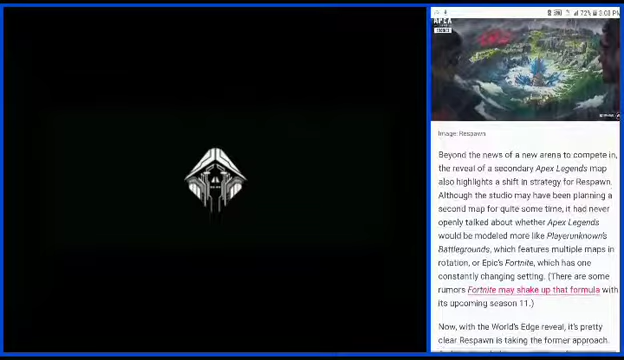 72% 3:08 PM
APEX
Image: Respawn
Beyond the news of a new arena to compete in,
the reveal of a secondary Apex Legends map
also highlights a shift in strategy for Respawn.
Although the studio may have been planning a
second map for quite some time, it had never
openly talked about whether Apex Legends
would be modeled more like Playerunknown's
Battlegrounds, which features multiple maps in
rotation, or Epic's Fortnite, which has one
constantly changing setting. (There are some
rumors Fortnite may shake up that formula with
its upcoming season 11.)
Now, with the World's Edge reveal, it's pretty
clear Respawn is taking the former approach.